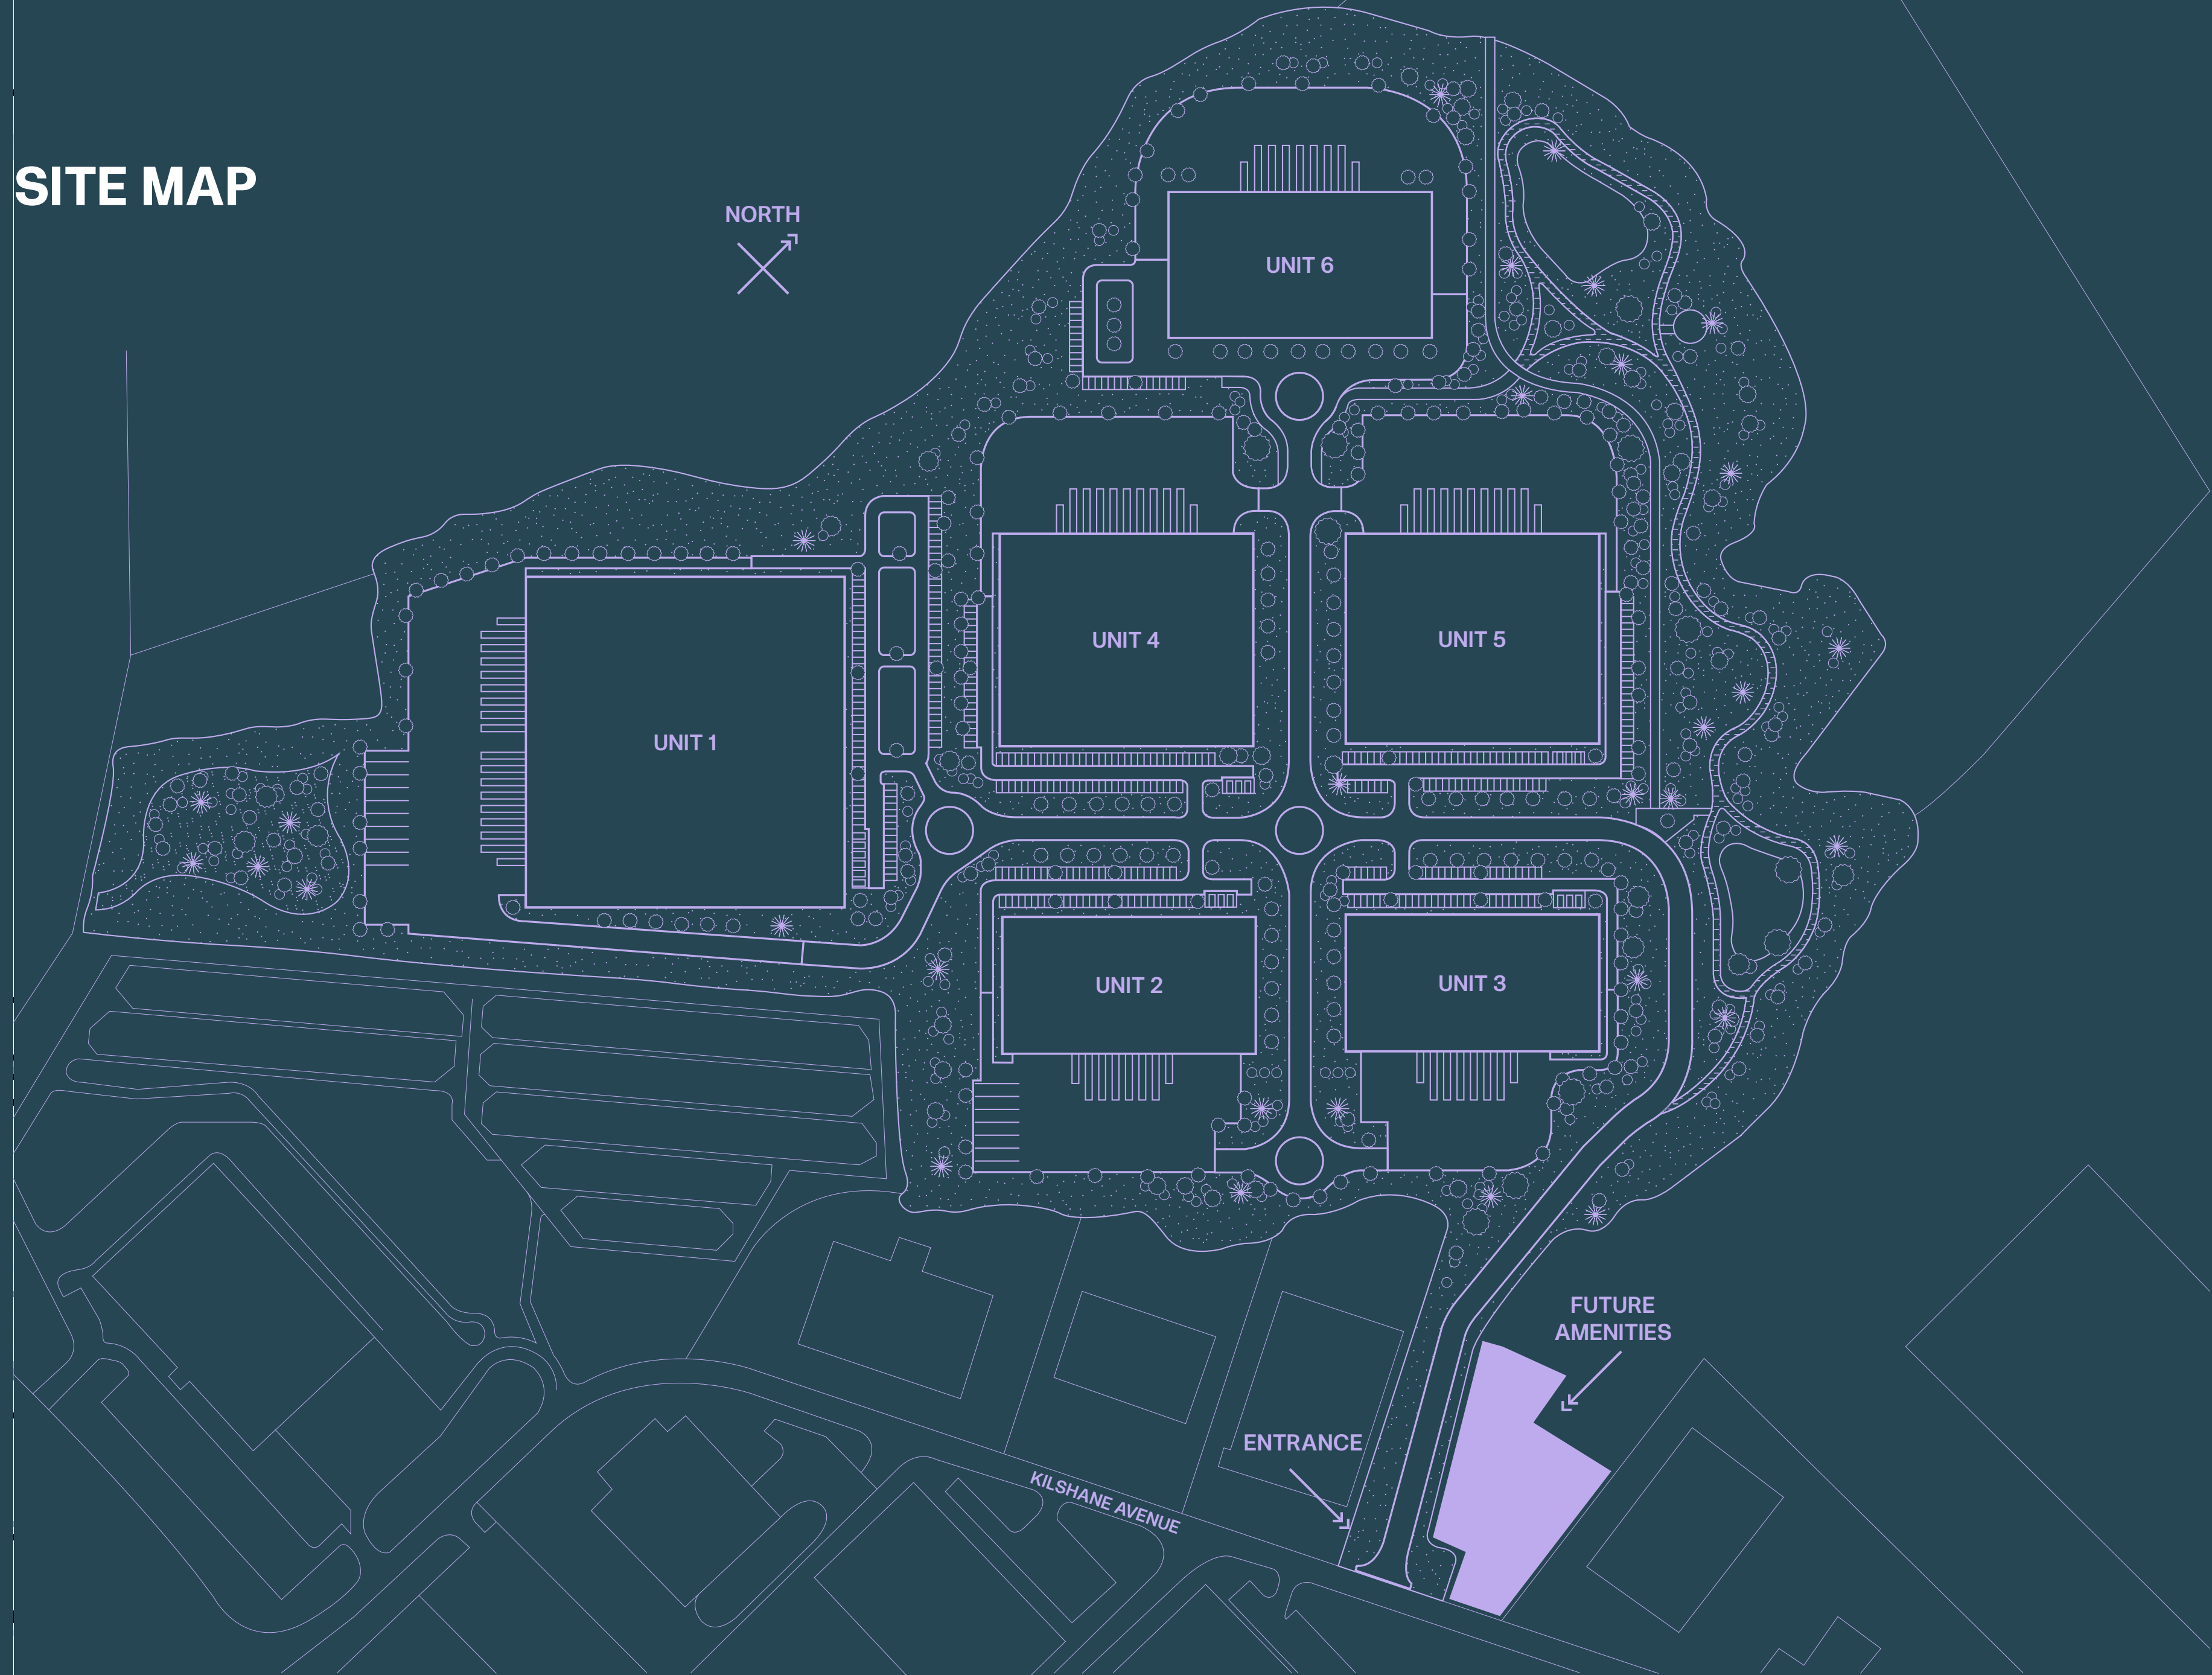 SITE MAP
NORTH
UNIT 6
UNIT 4
UNIT 5
UNIT 1
UNIT 2
UNIT 3
FUTURE
AMENITIES
ENTRANCE
KILSHANE AVENUE